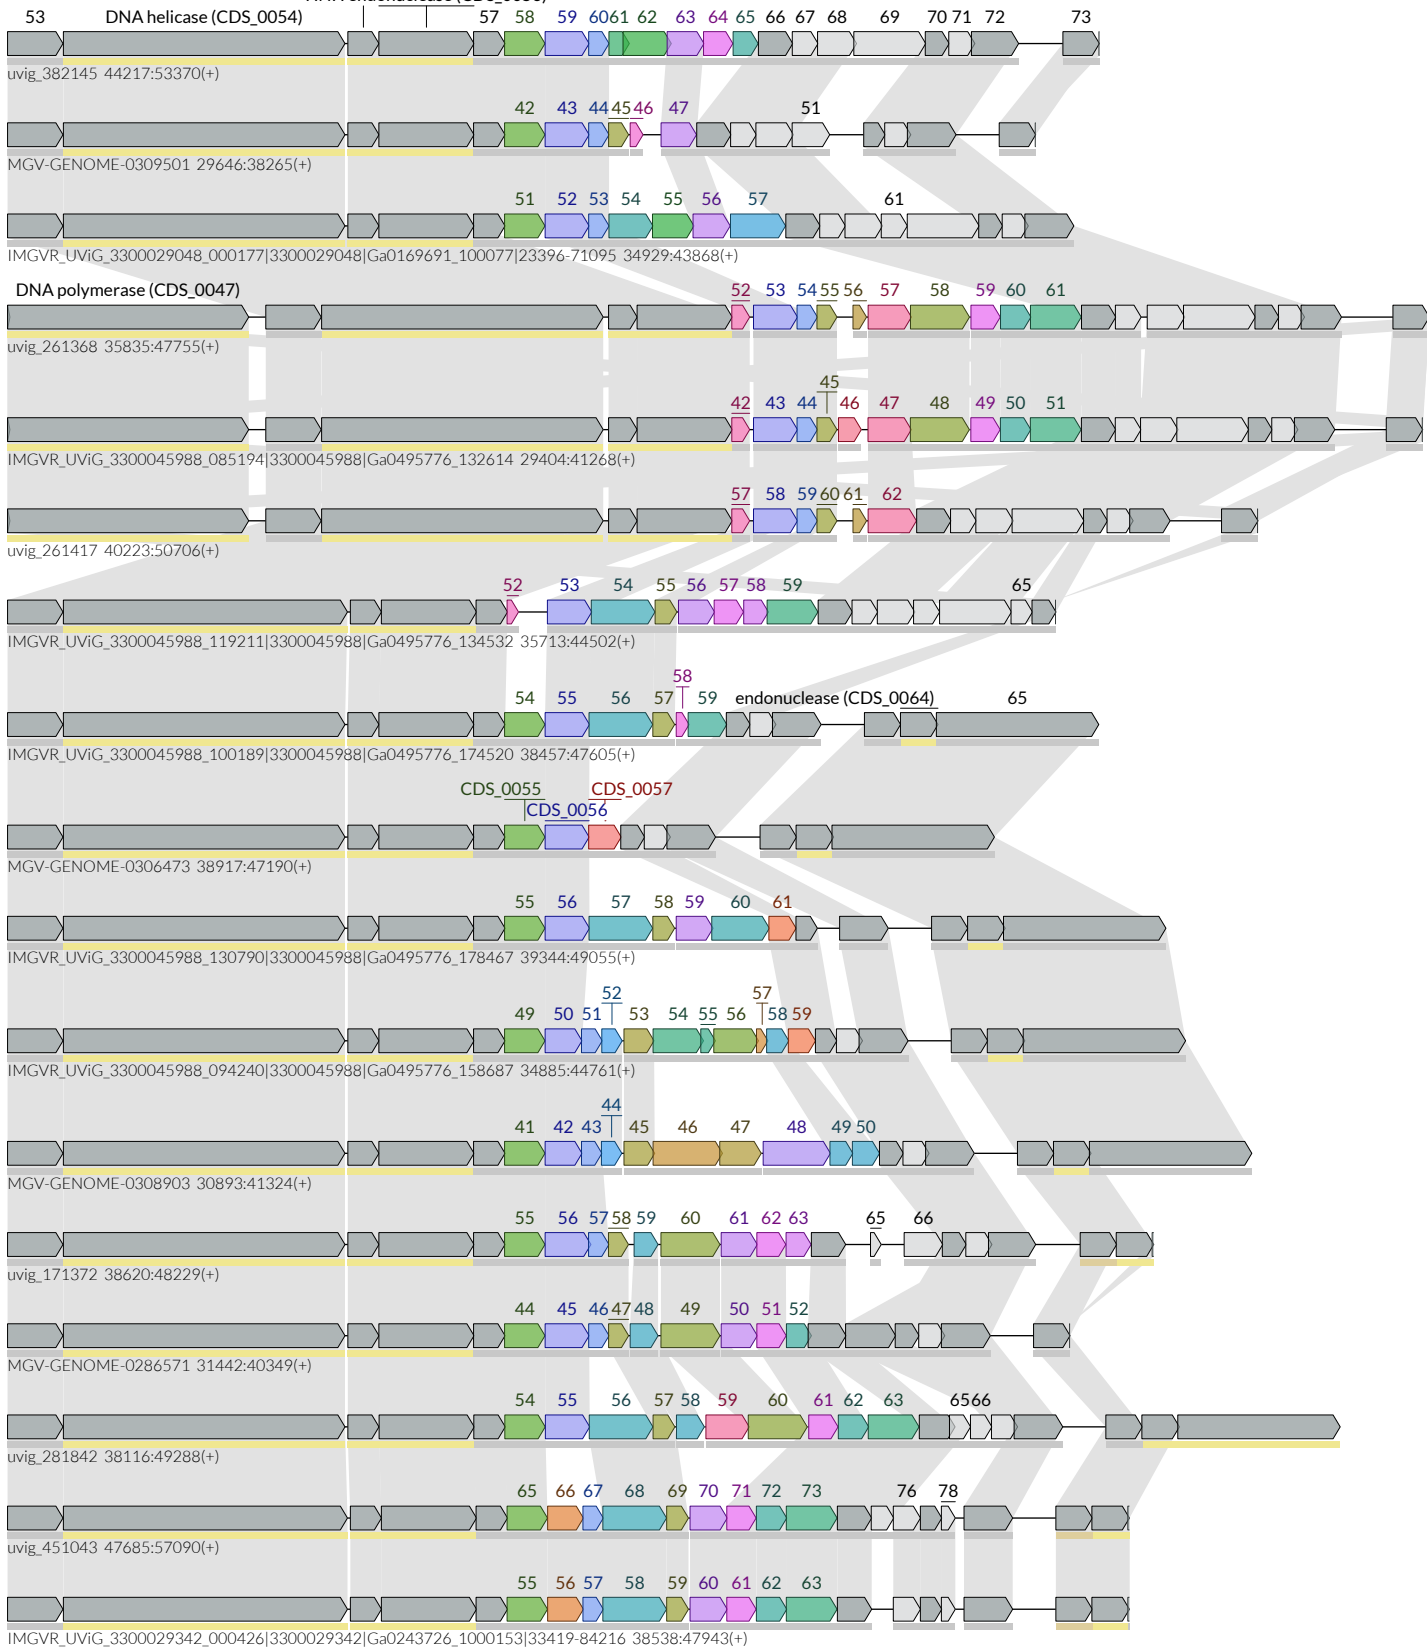 53 DNA helicase (CDS_0054) 57 58 59 60 61 62 63 64 65 66 67 68 69 70 71 72 73
uvig_382145 44217:53370(+)
42 43 44 45 46 47 51
MGV-GENOME-0309501 29646:38265(+)
51 52 53 54 55 56 57 61
IMGVR_UViG_3300029048_000177|3300029048|Ga0169691_100077|23396-71095 34929:43868(+)
DNA polymerase (CDS_0047) 52 53 54 55 56 57 58 59 60 61
uvig_261368 35835:47755(+)
45
42 43 44 46 47 48 49 50 51
IMGVR_UViG_3300045988_085194|3300045988|Ga0495776_132614 29404:41268(+)
57 58 59 60 61 62
uvig_261417 40223:50706(+)
52 53 54 55 56 57 58 59 65
IMGVR_UViG_3300045988_119211|3300045988|Ga0495776_134532 35713:44502(+)
58
54 55 56 57 59 endonuclease (CDS_0064) 65
IMGVR_UViG_3300045988_100189|3300045988|Ga0495776_174520 38457:47605(+)
CDS_0055 CDS_0057
CDS_0056
MGV-GENOME-0306473 38917:47190(+)
55 56 57 58 59 60 61
IMGVR_UViG_3300045988_130790|3300045988|Ga0495776_178467 39344:49055(+)
52 57
49 50 51 53 54 55 56 58 59
IMGVR_UViG_3300045988_094240|3300045988|Ga0495776_158687 34885:44761(+)
44
41 42 43 45 46 47 48 49 50
MGV-GENOME-0308903 30893:41324(+)
55 56 57 58 59 60 61 62 63 65 66
uvig_171372 38620:48229(+)
44 45 46 47 48 49 50 51 52
MGV-GENOME-0286571 31442:40349(+)
54 55 56 57 58 59 60 61 62 63 65 66
uvig_281842 38116:49288(+)
65 66 67 68 69 70 71 72 73 76 78
uvig_451043 47685:57090(+)
55 56 57 58 59 60 61 62 63
IMGVR_UViG_3300029342_000426|3300029342|Ga0243726_1000153|33419-84216 38538:47943(+)